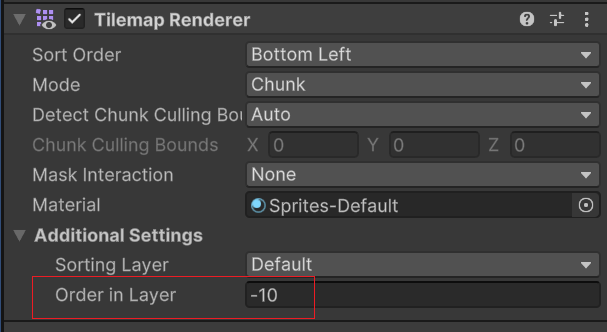 Tilemap Renderer
Sort Order Bottom Left
Mode Chunk
Detect Chunk Culling Bou Auto
Chunk Culling Bounds X 0 Y 0 Z 0
Mask Interaction None
Material Sprites-Default
Additional Settings
Sorting Layer Default
Order in Layer -10